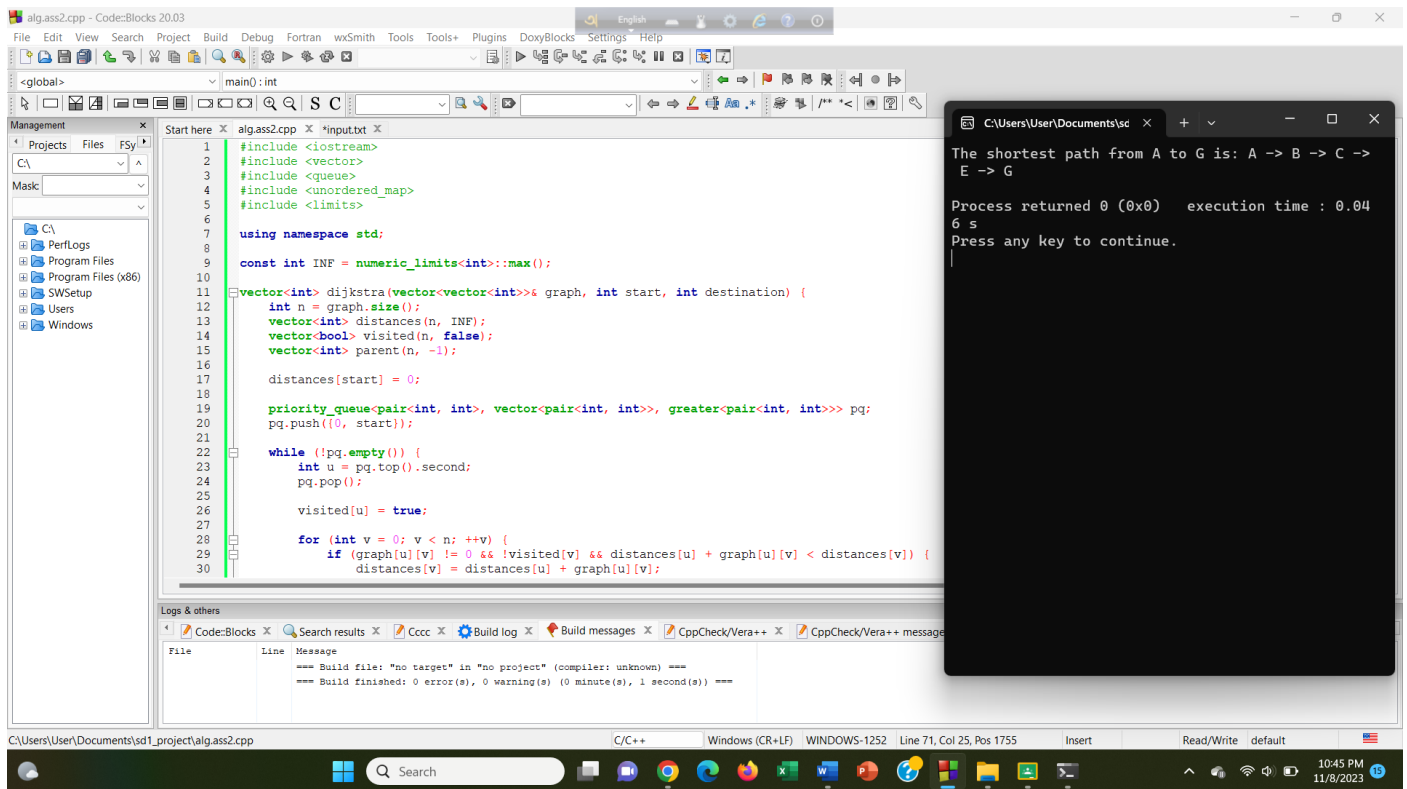 alg.ass2.cpp - Code::Blocks 20.03
English
File Edit View Search Project Build Debug Fortran wxSmith Tools Tools+ Plugins DoxyBlocks Settings Help
<global> main() : int
S C /** *<
Management
Projects Files FSy
C:\
Mask:
C:\
PerfLogs
Program Files
Program Files (x86)
SWSetup
Users
Windows
Start here X alg.ass2.cpp X *input.txt X
1 #include <iostream>
2 #include <vector>
3 #include <queue>
4 #include <unordered_map>
5 #include <limits>
6
7 using namespace std;
8
9 const int INF = numeric_limits<int>::max();
10
11 vector<int> dijkstra(vector<vector<int>>& graph, int start, int destination) {
12 int n = graph.size();
13 vector<int> distances(n, INF);
14 vector<bool> visited(n, false);
15 vector<int> parent(n, -1);
16
17 distances[start] = 0;
18
19 priority_queue<pair<int, int>, vector<pair<int, int>>, greater<pair<int, int>>> pq;
20 pq.push({0, start});
21
22 while (!pq.empty()) {
23 int u = pq.top().second;
24 pq.pop();
25
26 visited[u] = true;
27
28 for (int v = 0; v < n; ++v) {
29 if (graph[u][v] != 0 && !visited[v] && distances[u] + graph[u][v] < distances[v]) {
30 distances[v] = distances[u] + graph[u][v];
C:\Users\User\Documents\sd
The shortest path from A to G is: A -> B -> C ->
E -> G
Process returned 0 (0x0) execution time : 0.04
6 s
Press any key to continue.
Logs & others
Code::Blocks X Search results X Cccc X Build log X Build messages X CppCheck/Vera++ X CppCheck/Vera++ message
File Line Message
=== Build file: "no target" in "no project" (compiler: unknown) ===
=== Build finished: 0 error(s), 0 warning(s) (0 minute(s), 1 second(s)) ===
C:\Users\User\Documents\sd1_project\alg.ass2.cpp C/C++ Windows (CR+LF) WINDOWS-1252 Line 71, Col 25, Pos 1755 Insert Read/Write default
Search
10:45 PM
11/8/2023
15